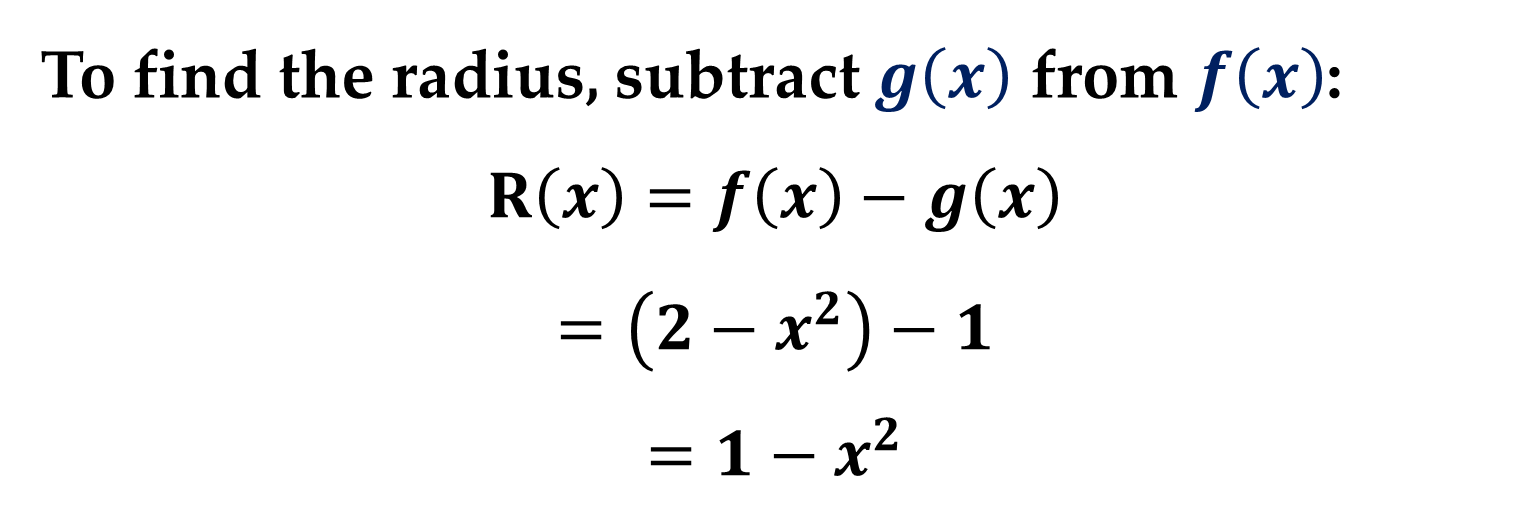 To find the radius, subtract g(x) from f(x):
R(x) = f(x) − g(x)
= (2 − x²) − 1
= 1 − x²